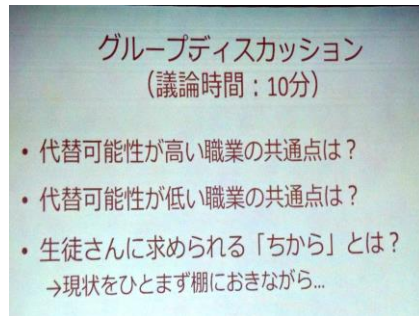 グループディスカッション
（議論時間：10分）
• 代替可能性が高い職業の共通点は？
• 代替可能性が低い職業の共通点は？
• 生徒さんに求められる「ちから」とは？
→現状をひとまず棚におきながら...